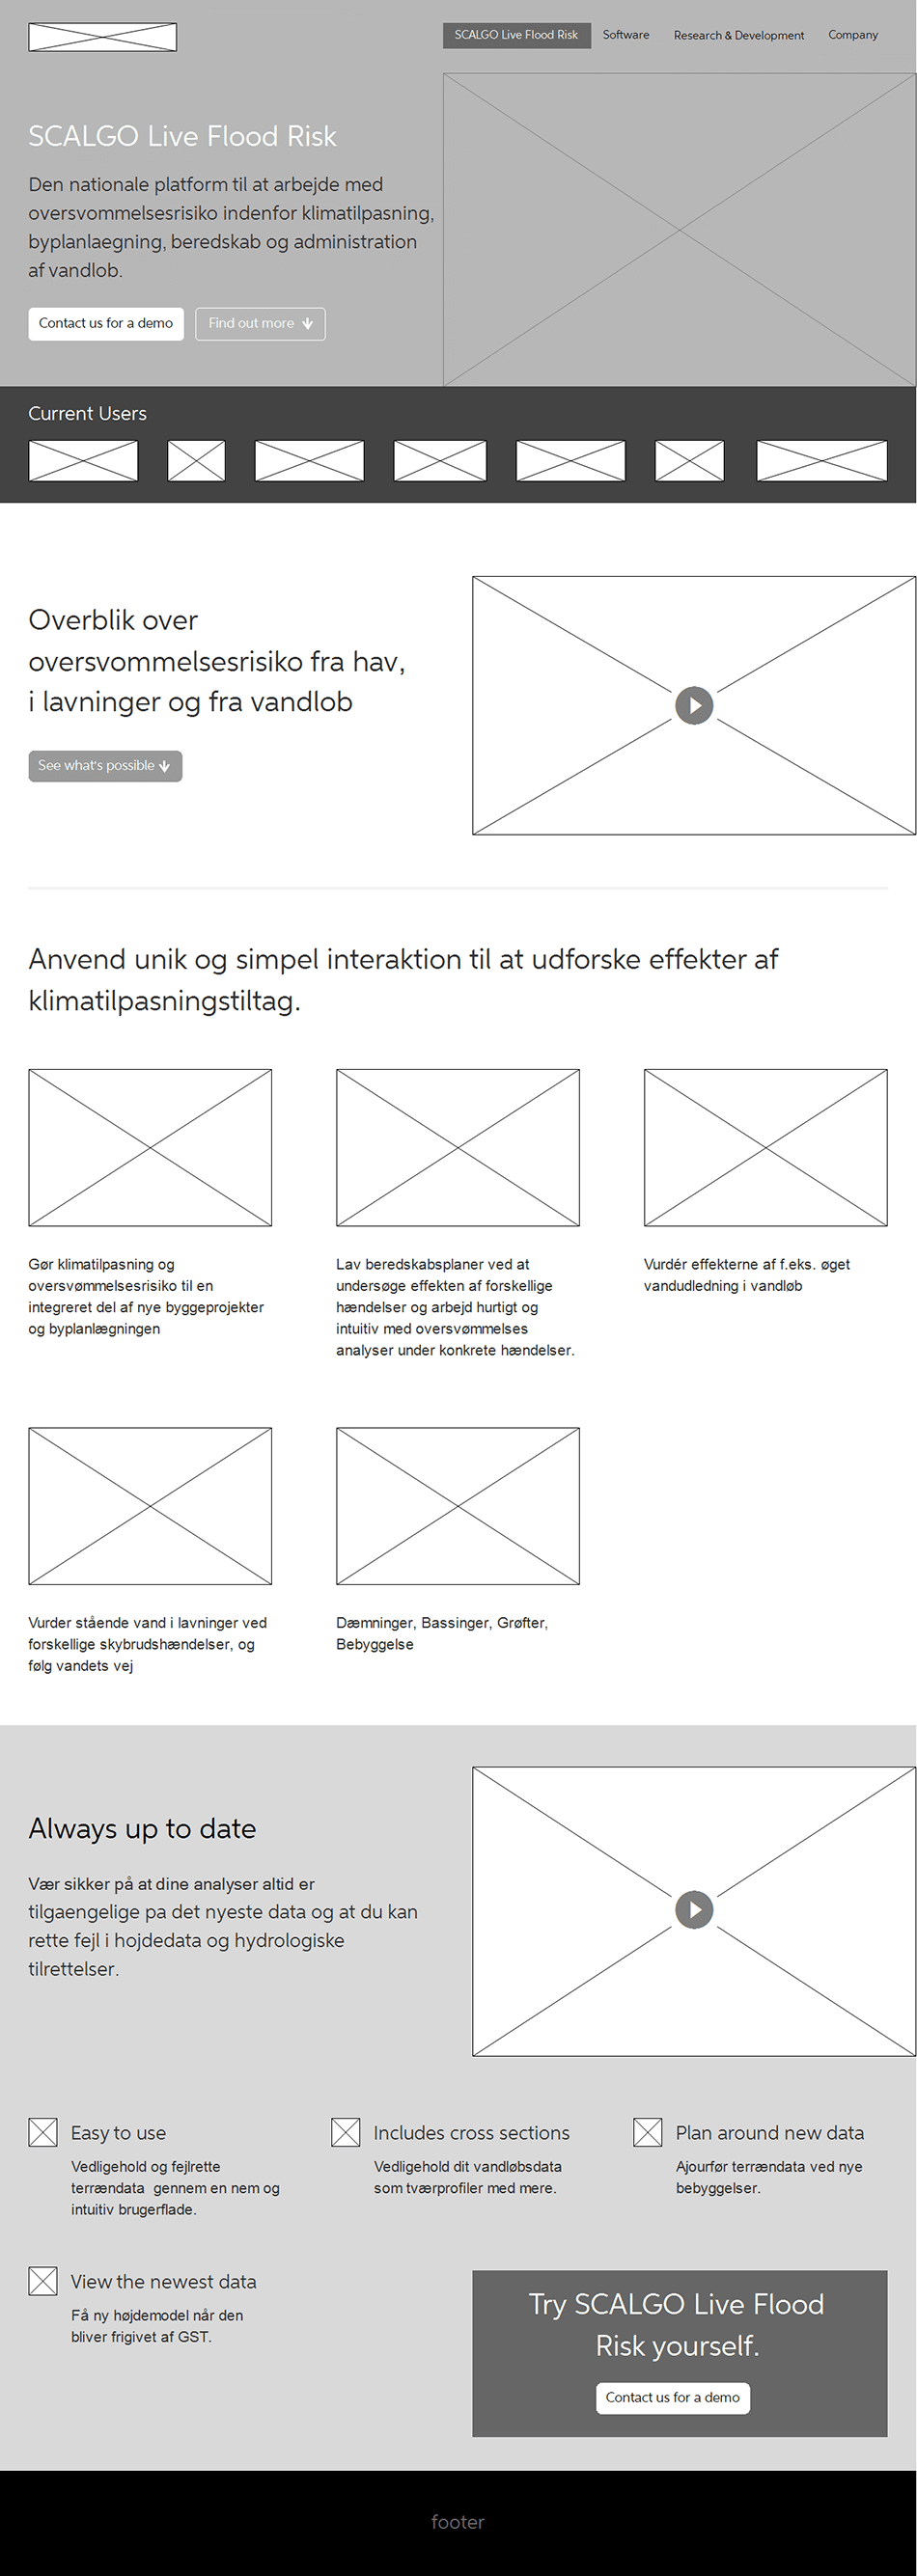 SCALGO Live Flood Risk
Software
Research & Development
Company
SCALGO Live Flood Risk
Den nationale platform til at arbejde med
oversvommelsesrisiko indenfor klimatilpasning,
byplanlaegning, beredskab og administration
af vandlob.
Contact us for a demo
Find out more
Current Users
Overblik over
oversvommelsesrisiko fra hav,
i lavninger og fra vandlob
See what's possible
Anvend unik og simpel interaktion til at udforske effekter af
klimatilpasningstiltag.
Gør klimatilpasning og
oversvømmelsesrisiko til en
integreret del af nye byggeprojekter
og byplanlægningen
Lav beredskabsplaner ved at
undersøge effekten af forskellige
hændelser og arbejd hurtigt og
intuitiv med oversvømmelses
analyser under konkrete hændelser.
Vurdér effekterne af f.eks. øget
vandudledning i vandløb
Vurder stående vand i lavninger ved
forskellige skybrudshændelser, og
følg vandets vej
Dæmninger, Bassinger, Grøfter,
Bebyggelse
Always up to date
Vær sikker på at dine analyser altid er
tilgaengelige pa det nyeste data og at du kan
rette fejl i hojdedata og hydrologiske
tilrettelser.
Easy to use
Vedligehold og fejlrette
terrændata  gennem en nem og
intuitiv brugerflade.
Includes cross sections
Vedligehold dit vandløbsdata
som tværprofiler med mere.
Plan around new data
Ajourfør terrændata ved nye
bebyggelser.
View the newest data
Få ny højdemodel når den
bliver frigivet af GST.
Try SCALGO Live Flood
Risk yourself.
Contact us for a demo
footer